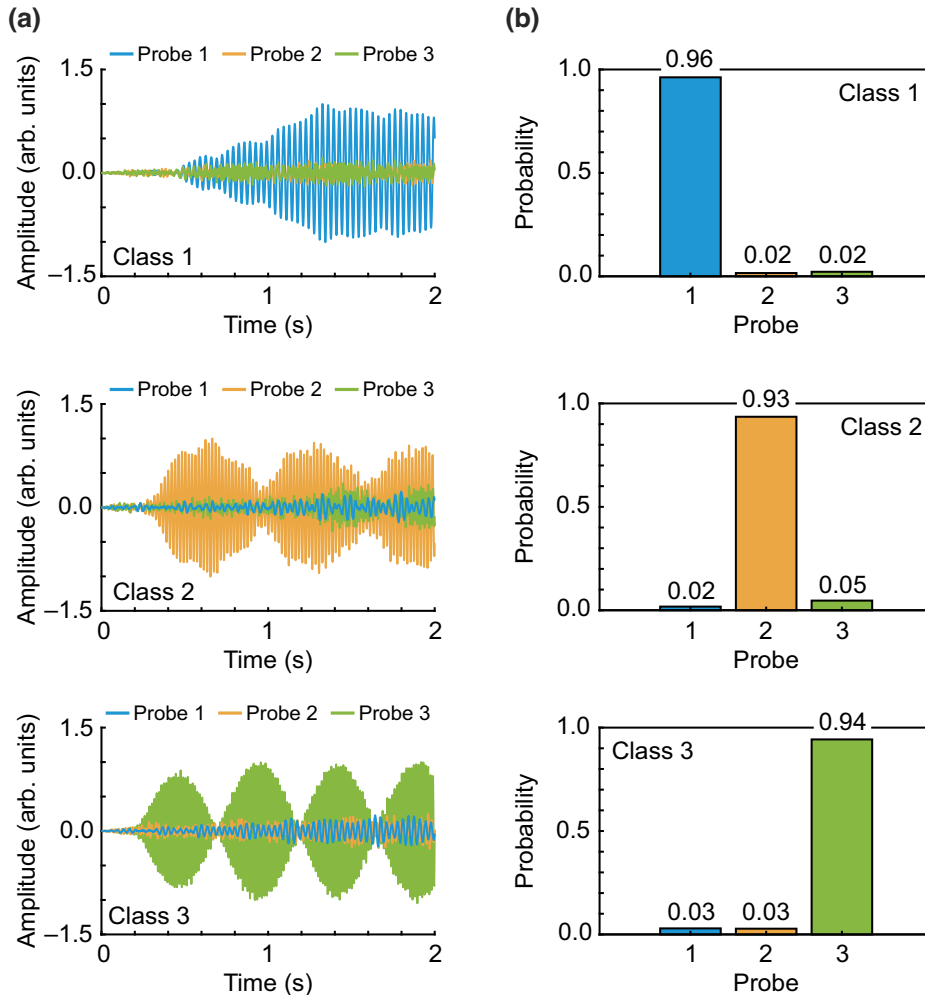 (a)
Probe 1 Probe 2 Probe 3
1.5
0.0
−1.5
Amplitude (arb. units)
Class 1
0 1 2
Time (s)
(b)
0.96
1.0
Class 1
0.5
Probability
0.02 0.02
0.0
1 2 3
Probe
Probe 1 Probe 2 Probe 3
1.5
0.0
−1.5
Amplitude (arb. units)
Class 2
0 1 2
Time (s)
0.93
1.0
Class 2
0.5
Probability
0.02 0.05
0.0
1 2 3
Probe
Probe 1 Probe 2 Probe 3
1.5
0.0
−1.5
Amplitude (arb. units)
Class 3
0 1 2
Time (s)
0.94
1.0
Class 3
0.5
Probability
0.03 0.03
0.0
1 2 3
Probe